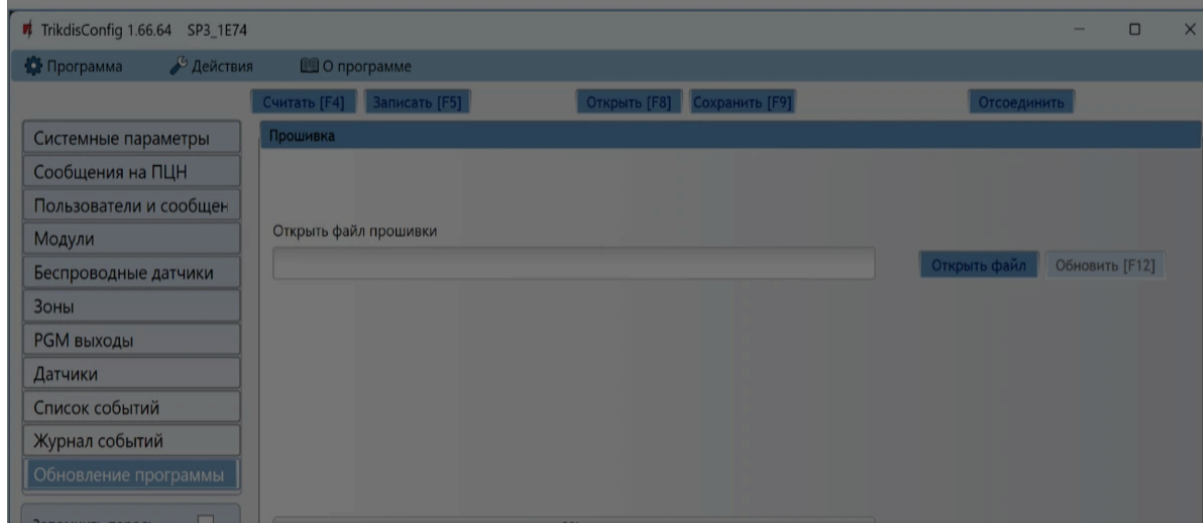 TrikdisConfig 1.66.64 SP3_1E74
Программа Действия О программе
Считать [F4] Записать [F5] Открыть [F8] Сохранить [F9] Отсоединить
Системные параметры
Сообщения на ПЦН
Пользователи и сообщен
Модули
Беспроводные датчики
Зоны
PGM выходы
Датчики
Список событий
Журнал событий
Обновление программы
Прошивка
Открыть файл прошивки
Открыть файл Обновить [F12]